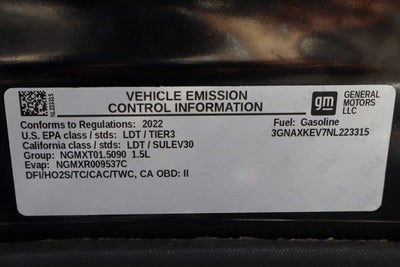 NL223315
VEHICLE EMISSION
CONTROL INFORMATION
gm
GENERAL
MOTORS
LLC
Conforms to Regulations: 2022
Fuel: Gasoline
U.S. EPA class / stds: LDT / TIER3
3GNAXKEV7NL223315
California class / stds: LDT / SULEV30
Group: NGMXT01.5090 1.5L
Evap: NGMXR009537C
DFI/HO2S/TC/CAC/TWC, CA OBD: II